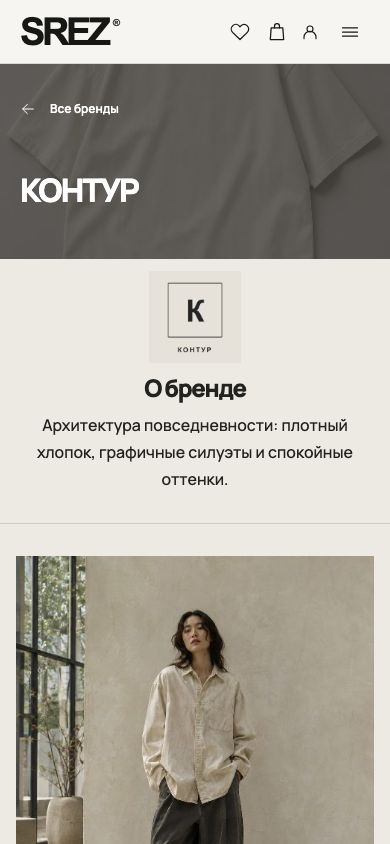 SREZ®
Все бренды
КОНТУР
К
КОНТУР
О бренде
Архитектура повседневности: плотный
хлопок, графичные силуэты и спокойные
оттенки.